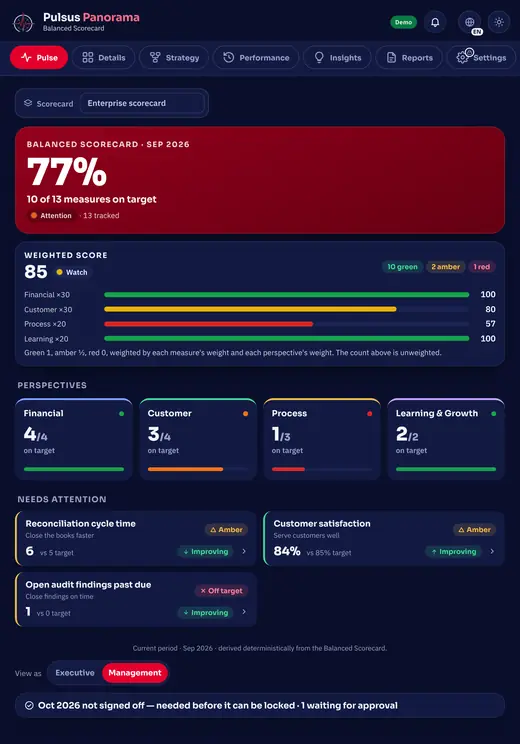 Pulsus Panorama
Balanced Scorecard
Demo
EN
Pulse
Details
Strategy
Performance
Insights
Reports
Settings
Scorecard
Enterprise scorecard
BALANCED SCORECARD · SEP 2026
77%
10 of 13 measures on target
Attention · 13 tracked
WEIGHTED SCORE
85 Watch
10 green 2 amber 1 red
Financial ×30 100
Customer ×30 80
Process ×20 57
Learning ×20 100
Green 1, amber ½, red 0, weighted by each measure's weight and each perspective's weight. The count above is unweighted.
PERSPECTIVES
Financial
4/4
on target
Customer
3/4
on target
Process
1/3
on target
Learning & Growth
2/2
on target
NEEDS ATTENTION
Reconciliation cycle time
Close the books faster
△ Amber
6 vs 5 target
↓ Improving
Customer satisfaction
Serve customers well
△ Amber
84% vs 85% target
↑ Improving
Open audit findings past due
Close findings on time
✕ Off target
1 vs 0 target
↓ Improving
Current period · Sep 2026 · derived deterministically from the Balanced Scorecard.
View as Executive Management
Oct 2026 not signed off — needed before it can be locked · 1 waiting for approval